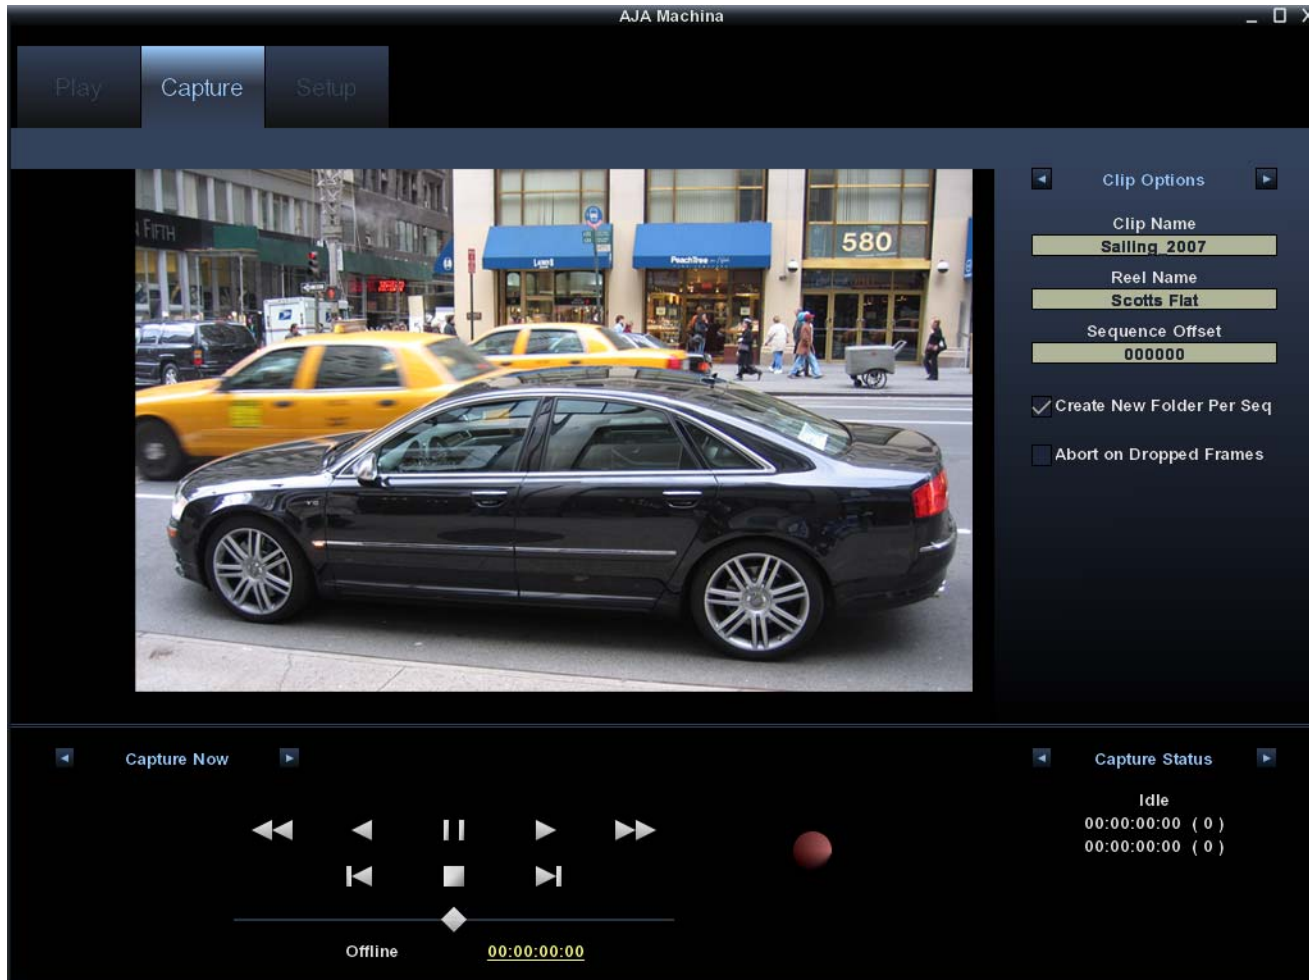 AJA Machina
Play
Capture
Setup
FIFTH
580
PeachTree
Clip Options
Clip Name
Sailing_2007
Reel Name
Scotts Flat
Sequence Offset
000000
Create New Folder Per Seq
Abort on Dropped Frames
Capture Now
Offline
00:00:00:00
Capture Status
Idle
00:00:00:00 ( 0 )
00:00:00:00 ( 0 )